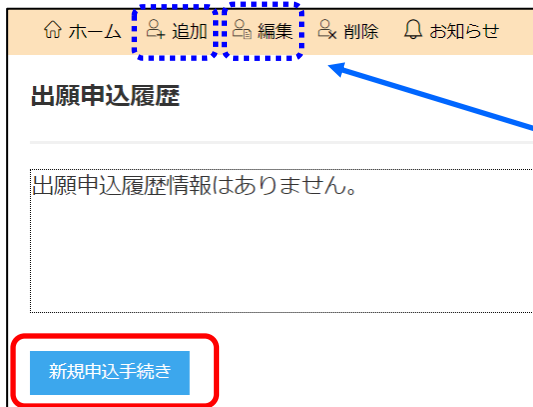 ホーム 追加 編集 削除 お知らせ
出願申込履歴
出願申込履歴情報はありません。
新規申込手続き